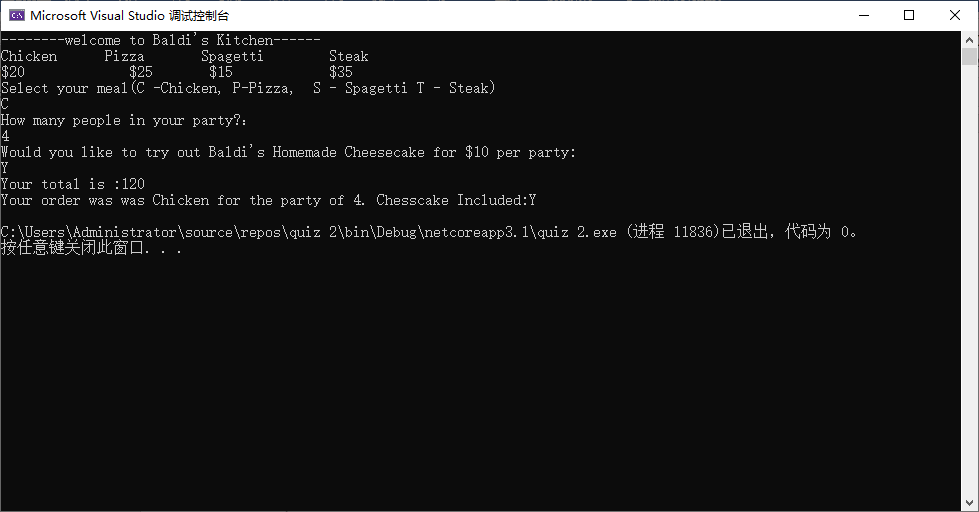 Microsoft Visual Studio 调试控制台
--------welcome to Baldi's Kitchen------
Chicken Pizza Spagetti Steak
$20 $25 $15 $35
Select your meal(C -Chicken, P-Pizza, S - Spagetti T - Steak)
C
How many people in your party?:
4
Would you like to try out Baldi's Homemade Cheesecake for $10 per party:
Y
Your total is :120
Your order was was Chicken for the party of 4. Chesscake Included:Y
C:\Users\Administrator\source\repos\quiz 2\bin\Debug\netcoreapp3.1\quiz 2.exe (进程 11836)已退出，代码为 0。
按任意键关闭此窗口. . .